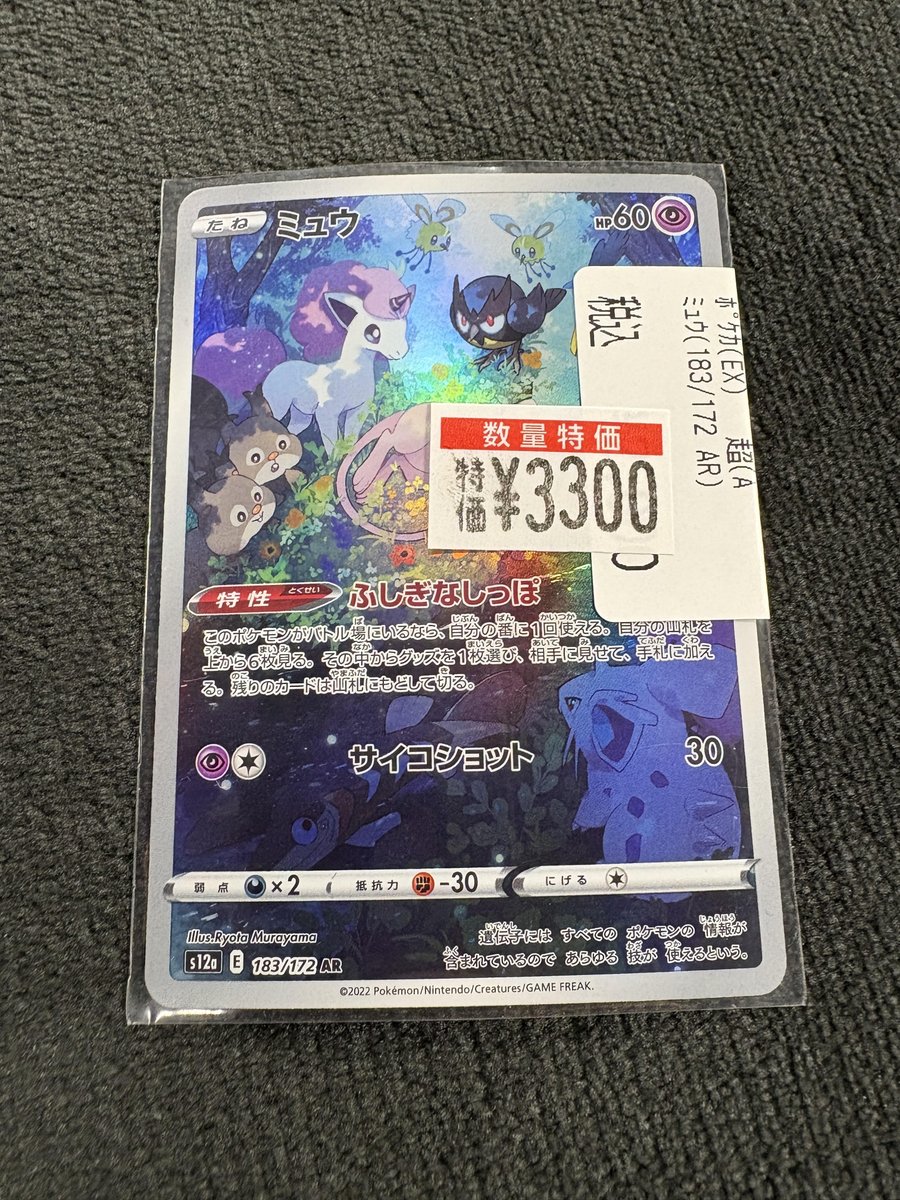 たね ミュウ HP60
ポケカ(EX) 超(A
ミュウ(183/172 AR)
税込
数量特価
特価 ¥3300
特性 とくせい ふしぎなしっぽ
このポケモンがバトル場にいるなら、自分の番に1回使える。自分の山札を
上から6枚見る。その中からグッズを1枚選び、相手に見せて、手札に加え
る。残りのカードは山札にもどして切る。
サイコショット 30
弱点 ×2 抵抗力 -30 にげる
Illus.Ryota Murayama
遺伝子には すべての ポケモンの 情報が
含まれているので あらゆる 技が 使えるという。
s12a E 183/172 AR
©2022 Pokémon/Nintendo/Creatures/GAME FREAK.